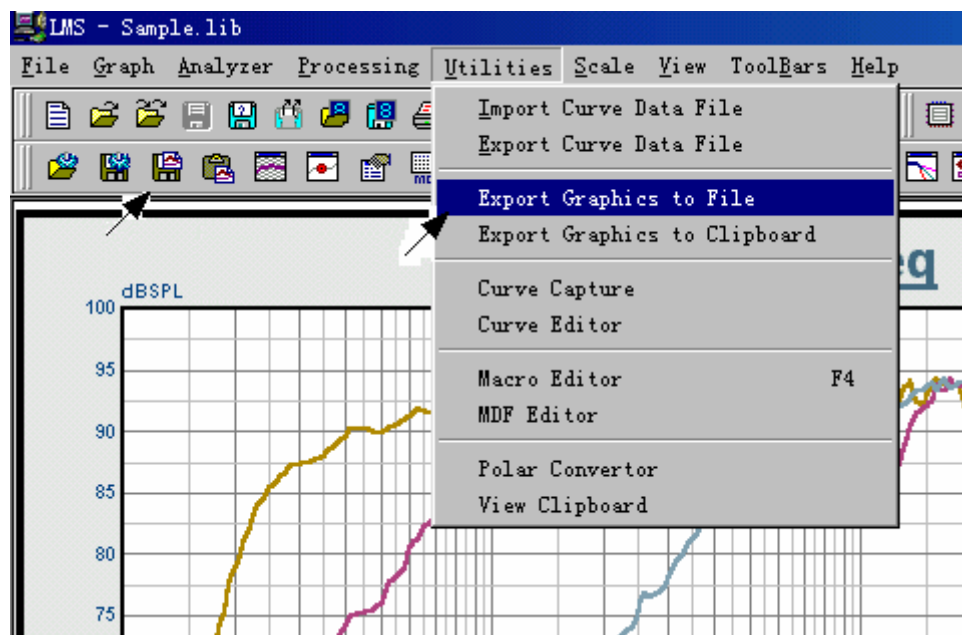 LMS - Sample.lib
File Graph Analyzer Processing Utilities Scale View ToolBars Help
Import Curve Data File
Export Curve Data File
Export Graphics to File
Export Graphics to Clipboard
Curve Capture
Curve Editor
Macro Editor F4
MDF Editor
Polar Convertor
View Clipboard
dBSPL
100
95
90
85
80
75